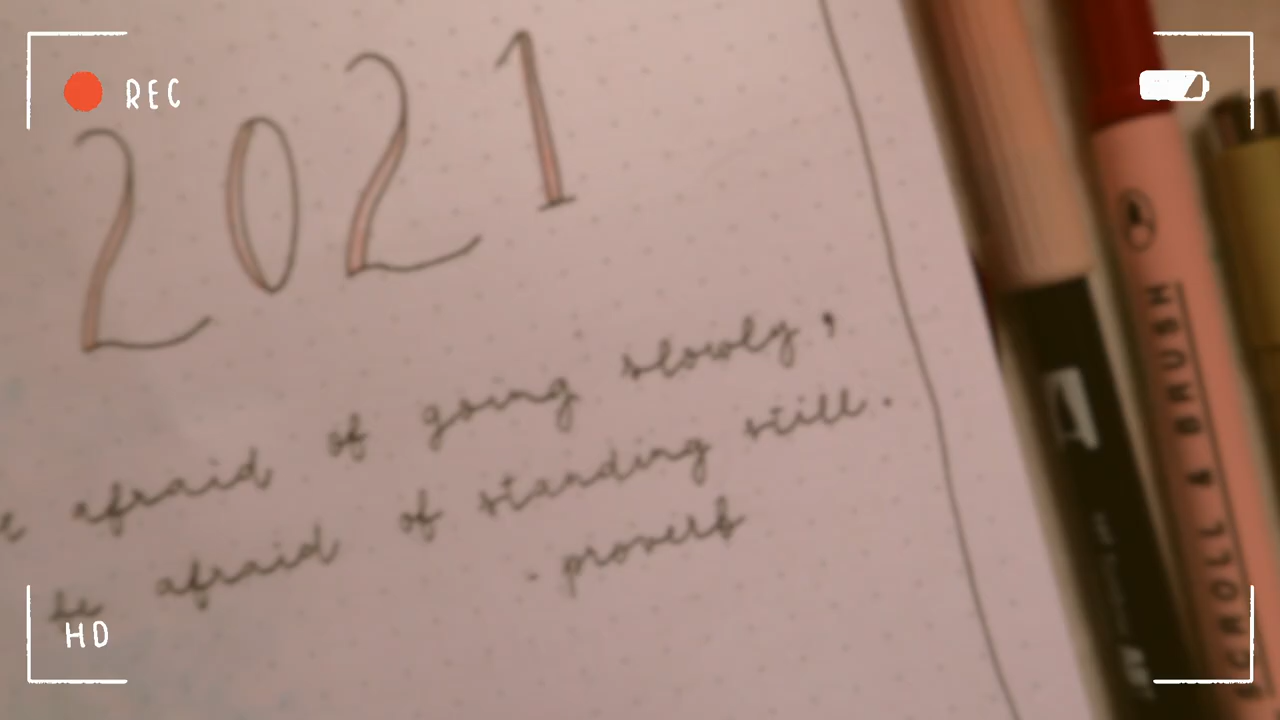 REC
2021
afraid of going slowly,
be afraid of standing still.
- proverb
SCROLL & BRUSH
HD